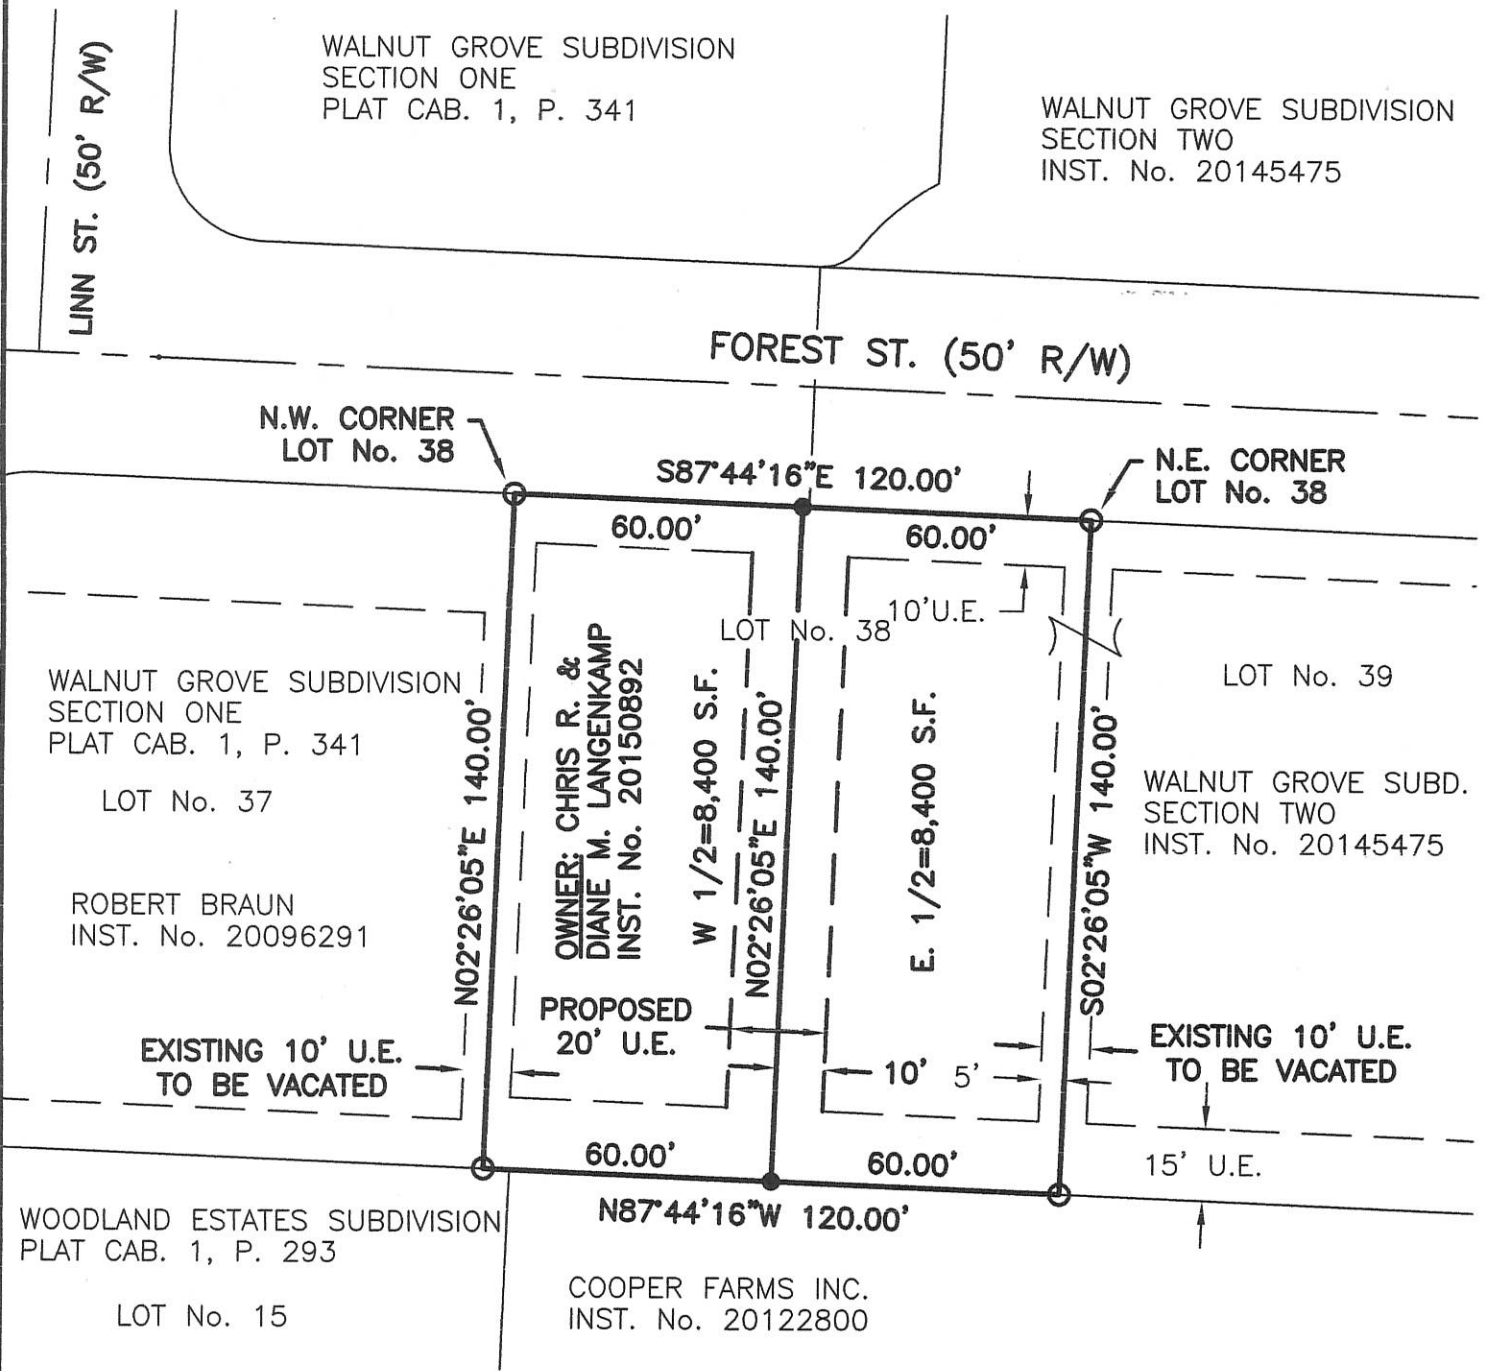 WALNUT GROVE SUBDIVISION
SECTION ONE
PLAT CAB. 1, P. 341
WALNUT GROVE SUBDIVISION
SECTION TWO
INST. No. 20145475
LINN ST. (50' R/W)
FOREST ST. (50' R/W)
N.W. CORNER
LOT No. 38
S87°44'16"E 120.00'
N.E. CORNER
LOT No. 38
60.00'
60.00'
10'U.E.
LOT No. 38
WALNUT GROVE SUBDIVISION
SECTION ONE
PLAT CAB. 1, P. 341
LOT No. 37
ROBERT BRAUN
INST. No. 20096291
N02°26'05"E 140.00'
OWNER: CHRIS R. &
DIANE M. LANGENKAMP
INST. No. 20150892
W 1/2=8,400 S.F.
N02°26'05"E 140.00'
E. 1/2=8,400 S.F.
S02°26'05"W 140.00'
LOT No. 39
WALNUT GROVE SUBD.
SECTION TWO
INST. No. 20145475
EXISTING 10' U.E.
TO BE VACATED
PROPOSED
20' U.E.
10'
5'
EXISTING 10' U.E.
TO BE VACATED
15' U.E.
60.00'
60.00'
N87°44'16"W 120.00'
WOODLAND ESTATES SUBDIVISION
PLAT CAB. 1, P. 293
LOT No. 15
COOPER FARMS INC.
INST. No. 20122800